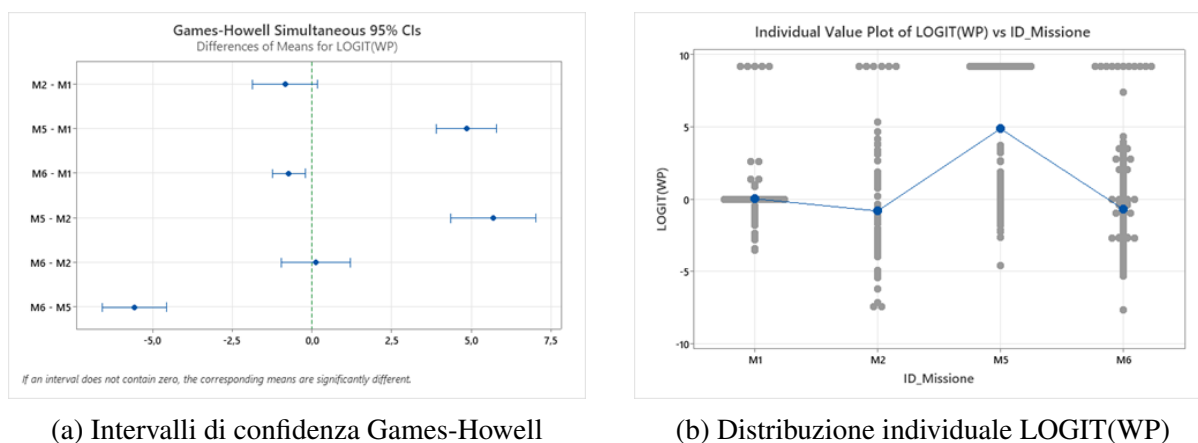 Games-Howell Simultaneous 95% CIs
Differences of Means for LOGIT(WP)
M2 - M1
M5 - M1
M6 - M1
M5 - M2
M6 - M2
M6 - M5
-5,0
-2,5
0,0
2,5
5,0
7,5
If an interval does not contain zero, the corresponding means are significantly different.
(a) Intervalli di confidenza Games-Howell
Individual Value Plot of LOGIT(WP) vs ID_Missione
LOGIT(WP)
10
5
0
-5
-10
M1
M2
M5
M6
ID_Missione
(b) Distribuzione individuale LOGIT(WP)